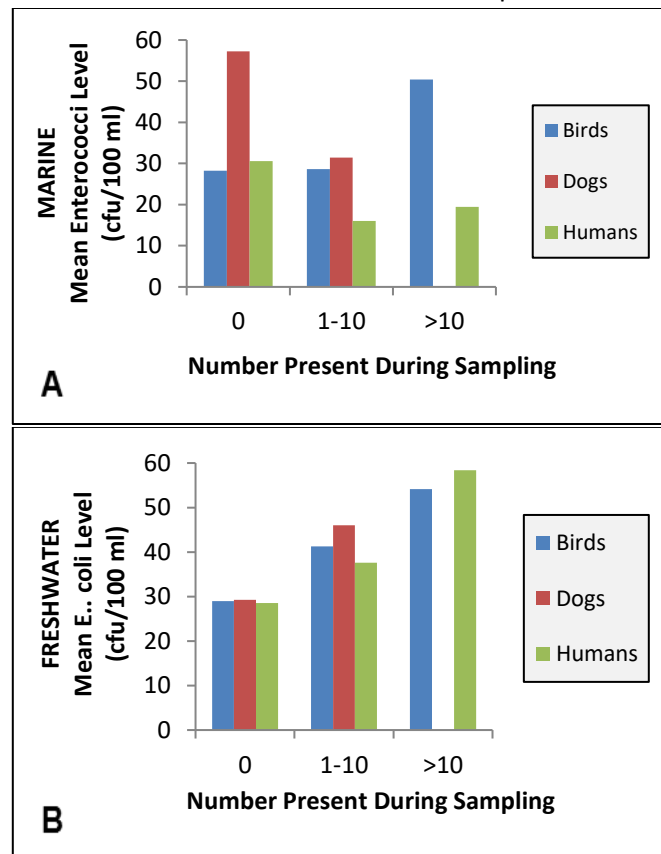 MARINE
Mean Enterococci Level
(cfu/100 ml)
60
50
40
30
20
10
0
0
1-10
>10
Number Present During Sampling
Birds
Dogs
Humans
A
FRESHWATER
Mean E.. coli Level
(cfu/100 ml)
60
50
40
30
20
10
0
0
1-10
>10
Number Present During Sampling
Birds
Dogs
Humans
B